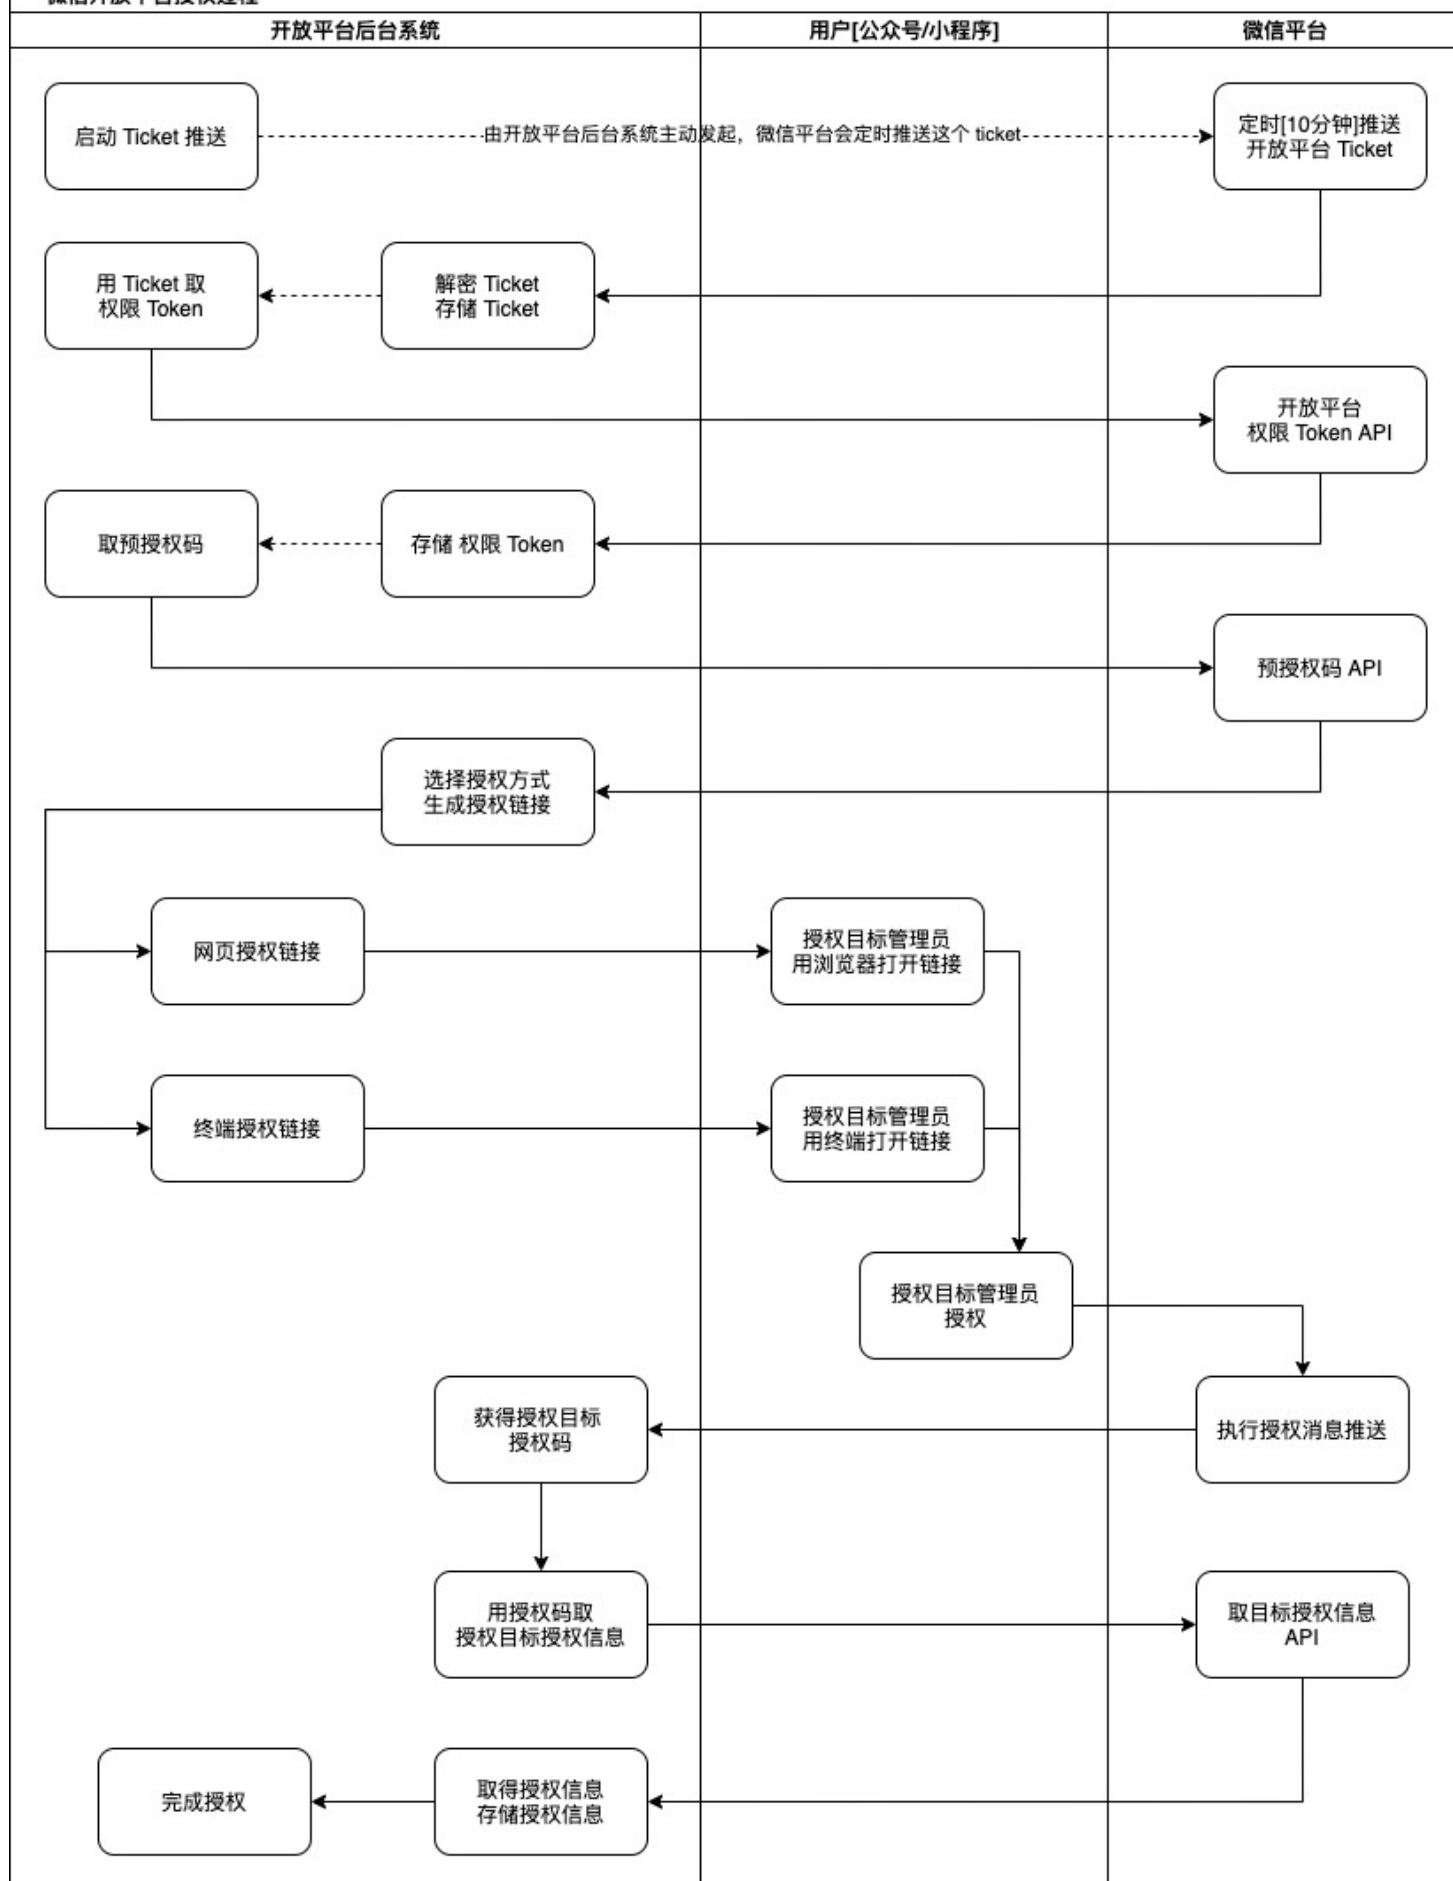 微信开放平台授权过程
开放平台后台系统
用户[公众号/小程序]
微信平台
启动 Ticket 推送
由开放平台后台系统主动发起，微信平台会定时推送这个 ticket
定时[10分钟]推送
开放平台 Ticket
用 Ticket 取
权限 Token
解密 Ticket
存储 Ticket
开放平台
权限 Token API
取预授权码
存储 权限 Token
预授权码 API
选择授权方式
生成授权链接
网页授权链接
授权目标管理员
用浏览器打开链接
终端授权链接
授权目标管理员
用终端打开链接
授权目标管理员
授权
获得授权目标
授权码
执行授权消息推送
用授权码取
授权目标授权信息
取目标授权信息
API
完成授权
取得授权信息
存储授权信息